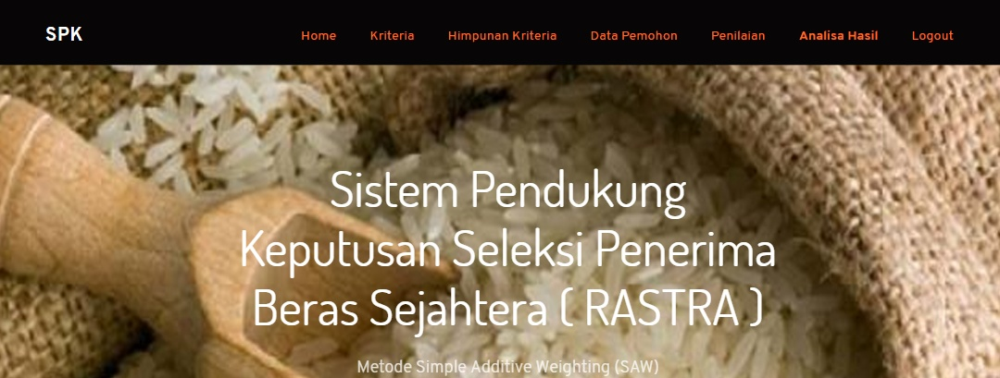 SPK
Home Kriteria Himpunan Kriteria Data Pemohon Penilaian Analisa Hasil Logout
Sistem Pendukung
Keputusan Seleksi Penerima
Beras Sejahtera ( RASTRA )
Metode Simple Additive Weighting (SAW)